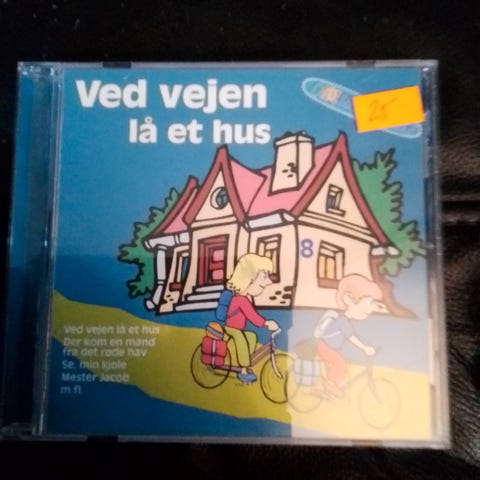 Ved vejen
lå et hus
25
8
Ved vejen lå et hus
Der kom en mand
fra det røde hav
Se, min kjole
Mester Jacob
m.fl.